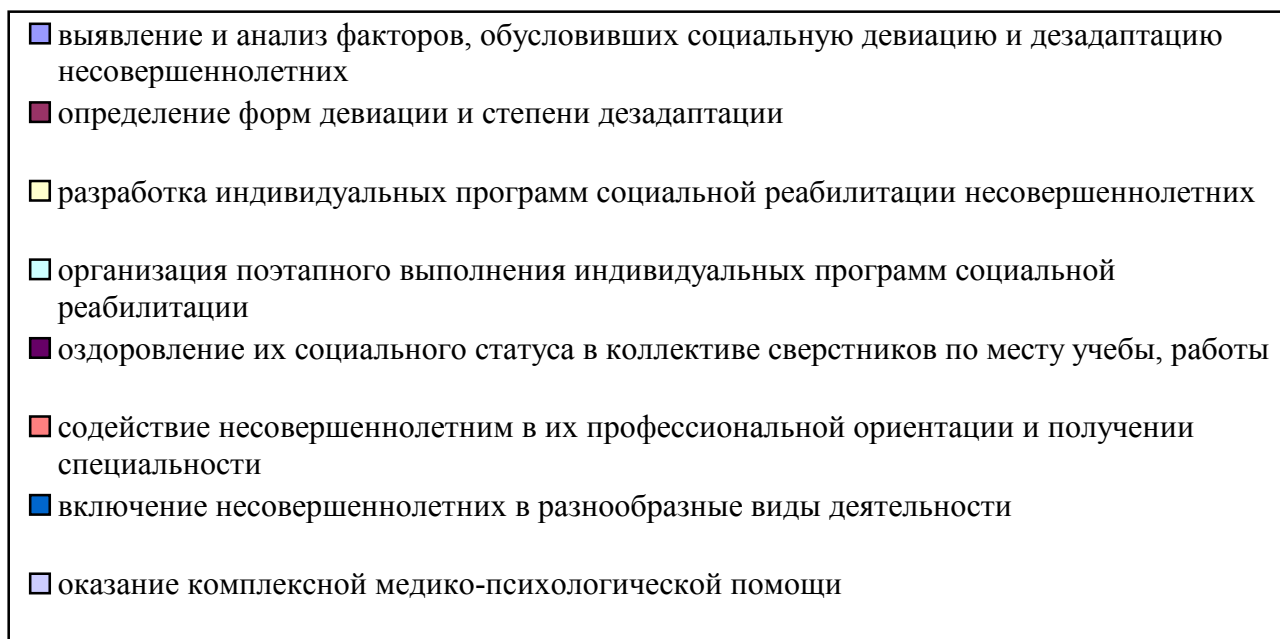 выявление и анализ факторов, обусловивших социальную девиацию и дезадаптацию
несовершеннолетних
определение форм девиации и степени дезадаптации
разработка индивидуальных программ социальной реабилитации несовершеннолетних
организация поэтапного выполнения индивидуальных программ социальной
реабилитации
оздоровление их социального статуса в коллективе сверстников по месту учебы, работы
содействие несовершеннолетним в их профессиональной ориентации и получении
специальности
включение несовершеннолетних в разнообразные виды деятельности
оказание комплексной медико-психологической помощи